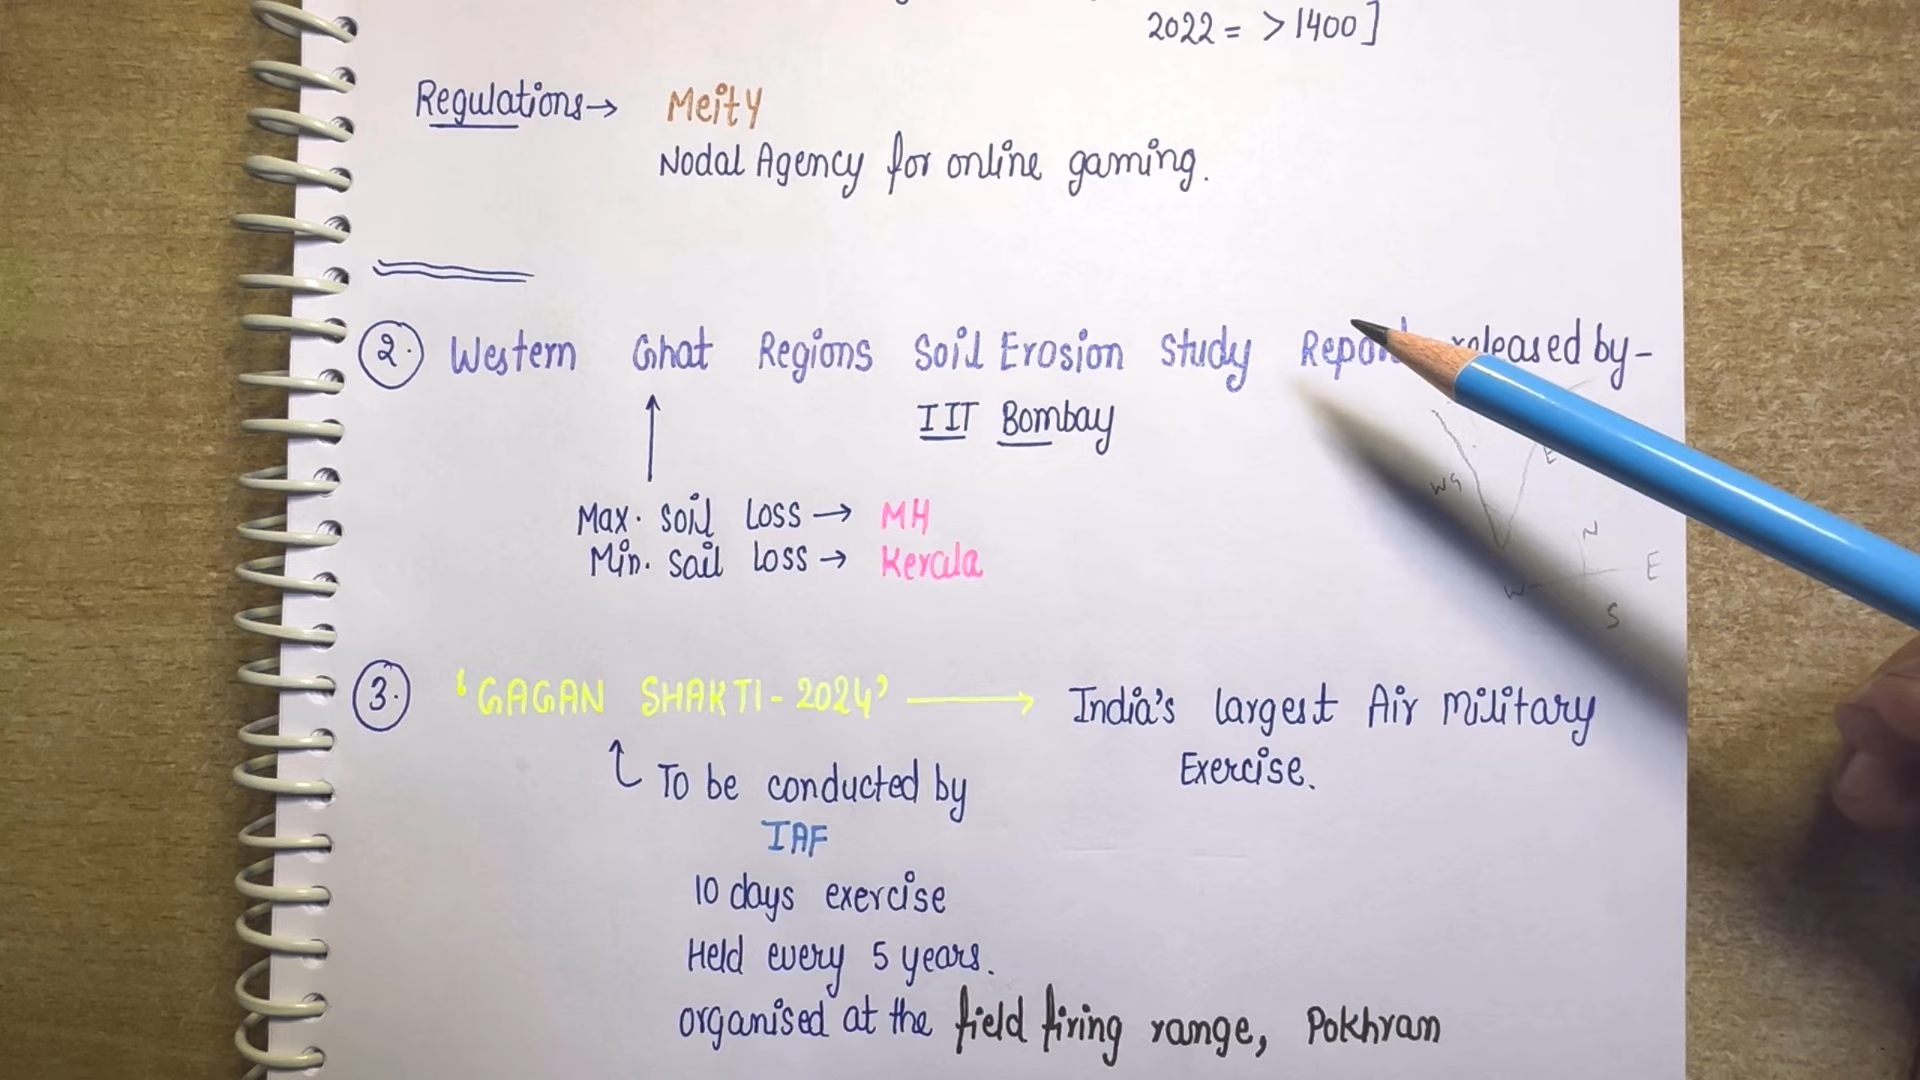 2022 = > 1400]
Regulations → MeitY
Nodal Agency for online gaming.
2. Western Ghat Regions Soil Erosion Study Report released by-
IIT Bombay
Max. soil Loss → MH
Min. soil Loss → Kerala
WG
N
W E
S
3. 'GAGAN SHAKTI - 2024' → India's largest Air Military
Exercise.
To be conducted by
IAF
10 days exercise
Held every 5 years.
organised at the field firing range, Pokhran